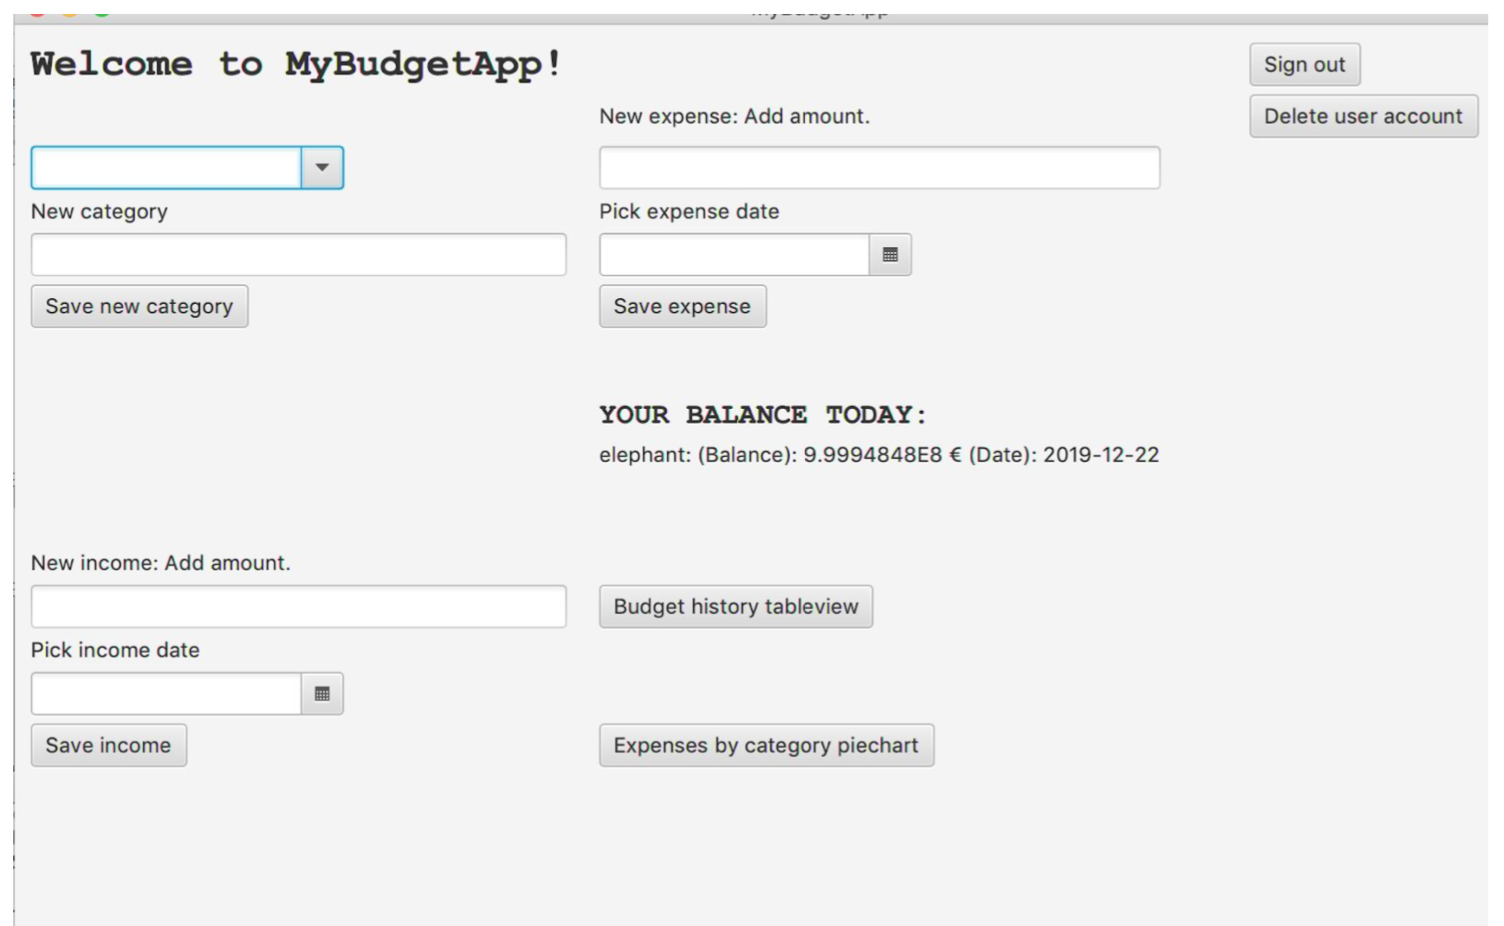 MyBudgetApp
Welcome to MyBudgetApp!
Sign out
New expense: Add amount.
Delete user account
New category
Pick expense date
Save new category
Save expense
YOUR BALANCE TODAY:
elephant: (Balance): 9.9994848E8 € (Date): 2019-12-22
New income: Add amount.
Budget history tableview
Pick income date
Save income
Expenses by category piechart